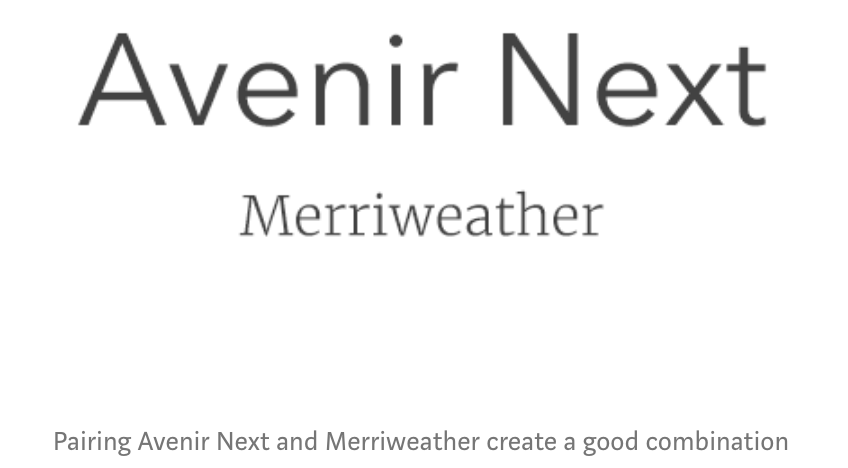 Avenir Next
Merriweather
Pairing Avenir Next and Merriweather create a good combination